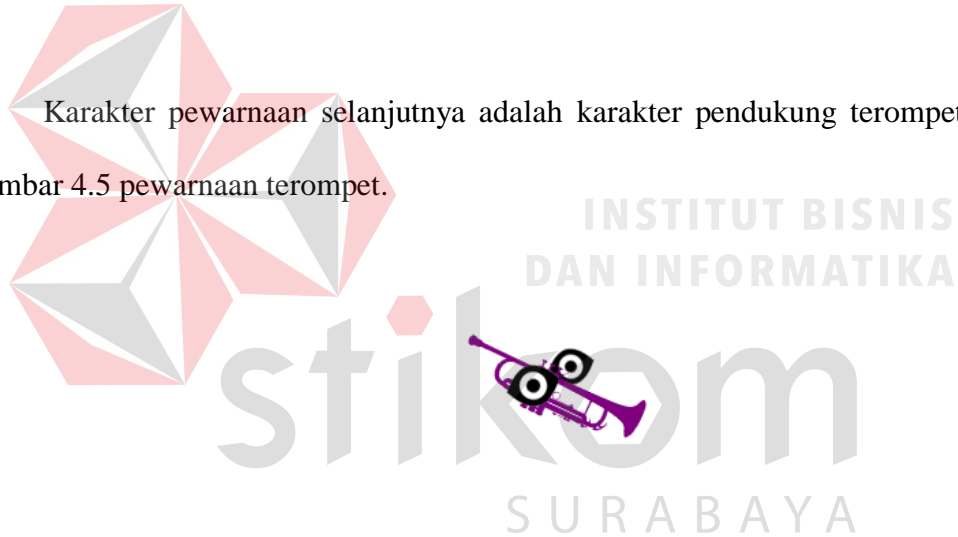 Karakter pewarnaan selanjutnya adalah karakter pendukung terompet
mbar 4.5 pewarnaan terompet.
INSTITUT BISNIS
DAN INFORMATIKA
stikom
SURABAYA